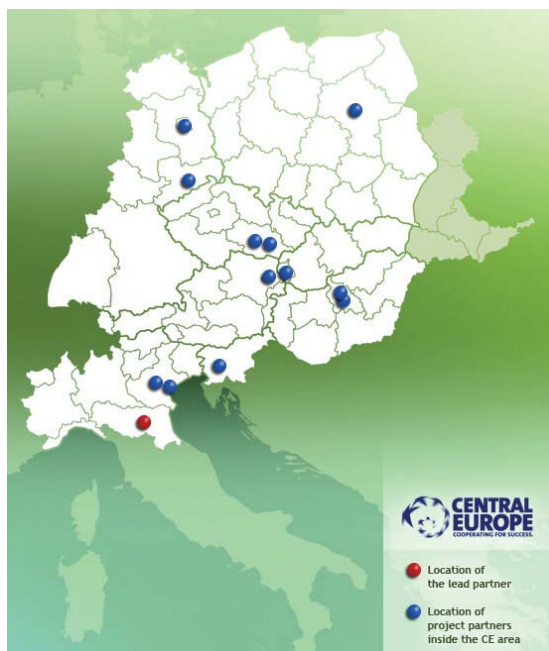 CENTRAL
EUROPE
COOPERATING FOR SUCCESS.
Location of
the lead partner
Location of
project partners
inside the CE area